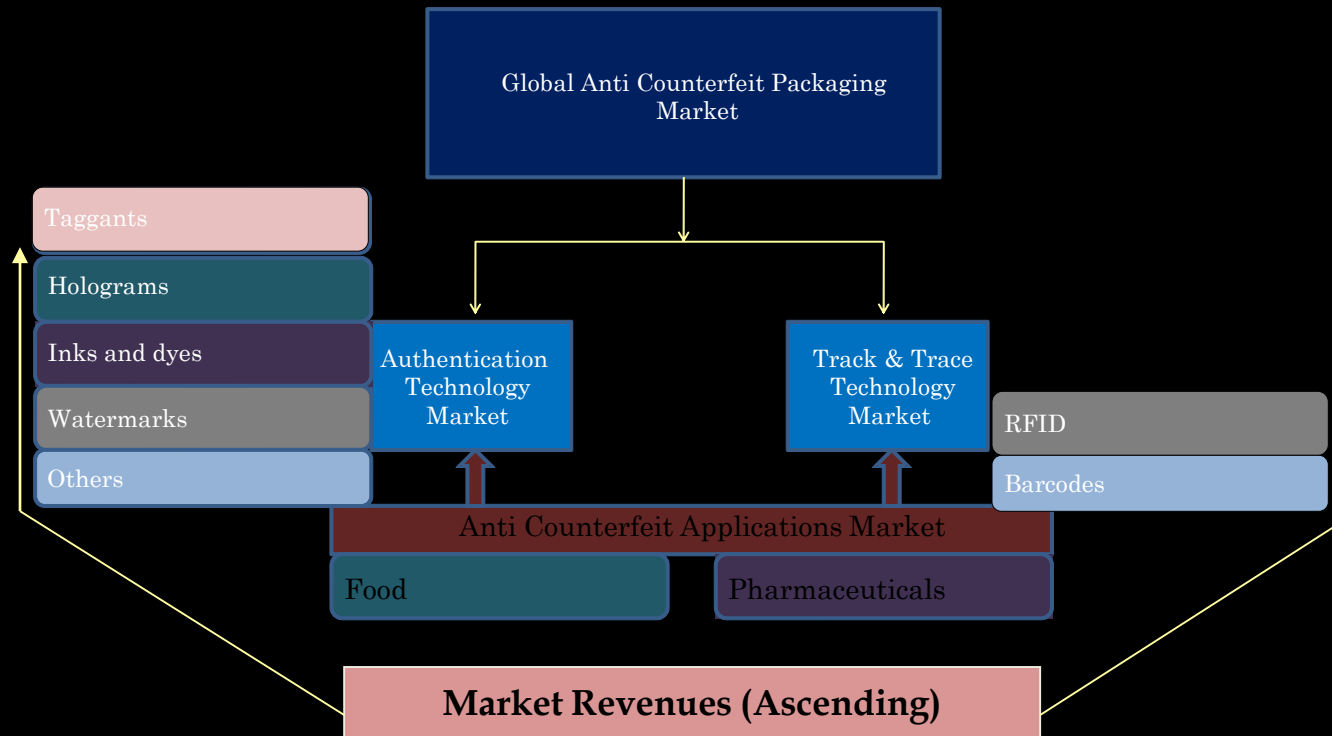 Global Anti Counterfeit Packaging
Market
Taggants
Holograms
Inks and dyes
Watermarks
Others
Authentication
Technology
Market
Track & Trace
Technology
Market
RFID
Barcodes
Anti Counterfeit Applications Market
Food
Pharmaceuticals
Market Revenues (Ascending)